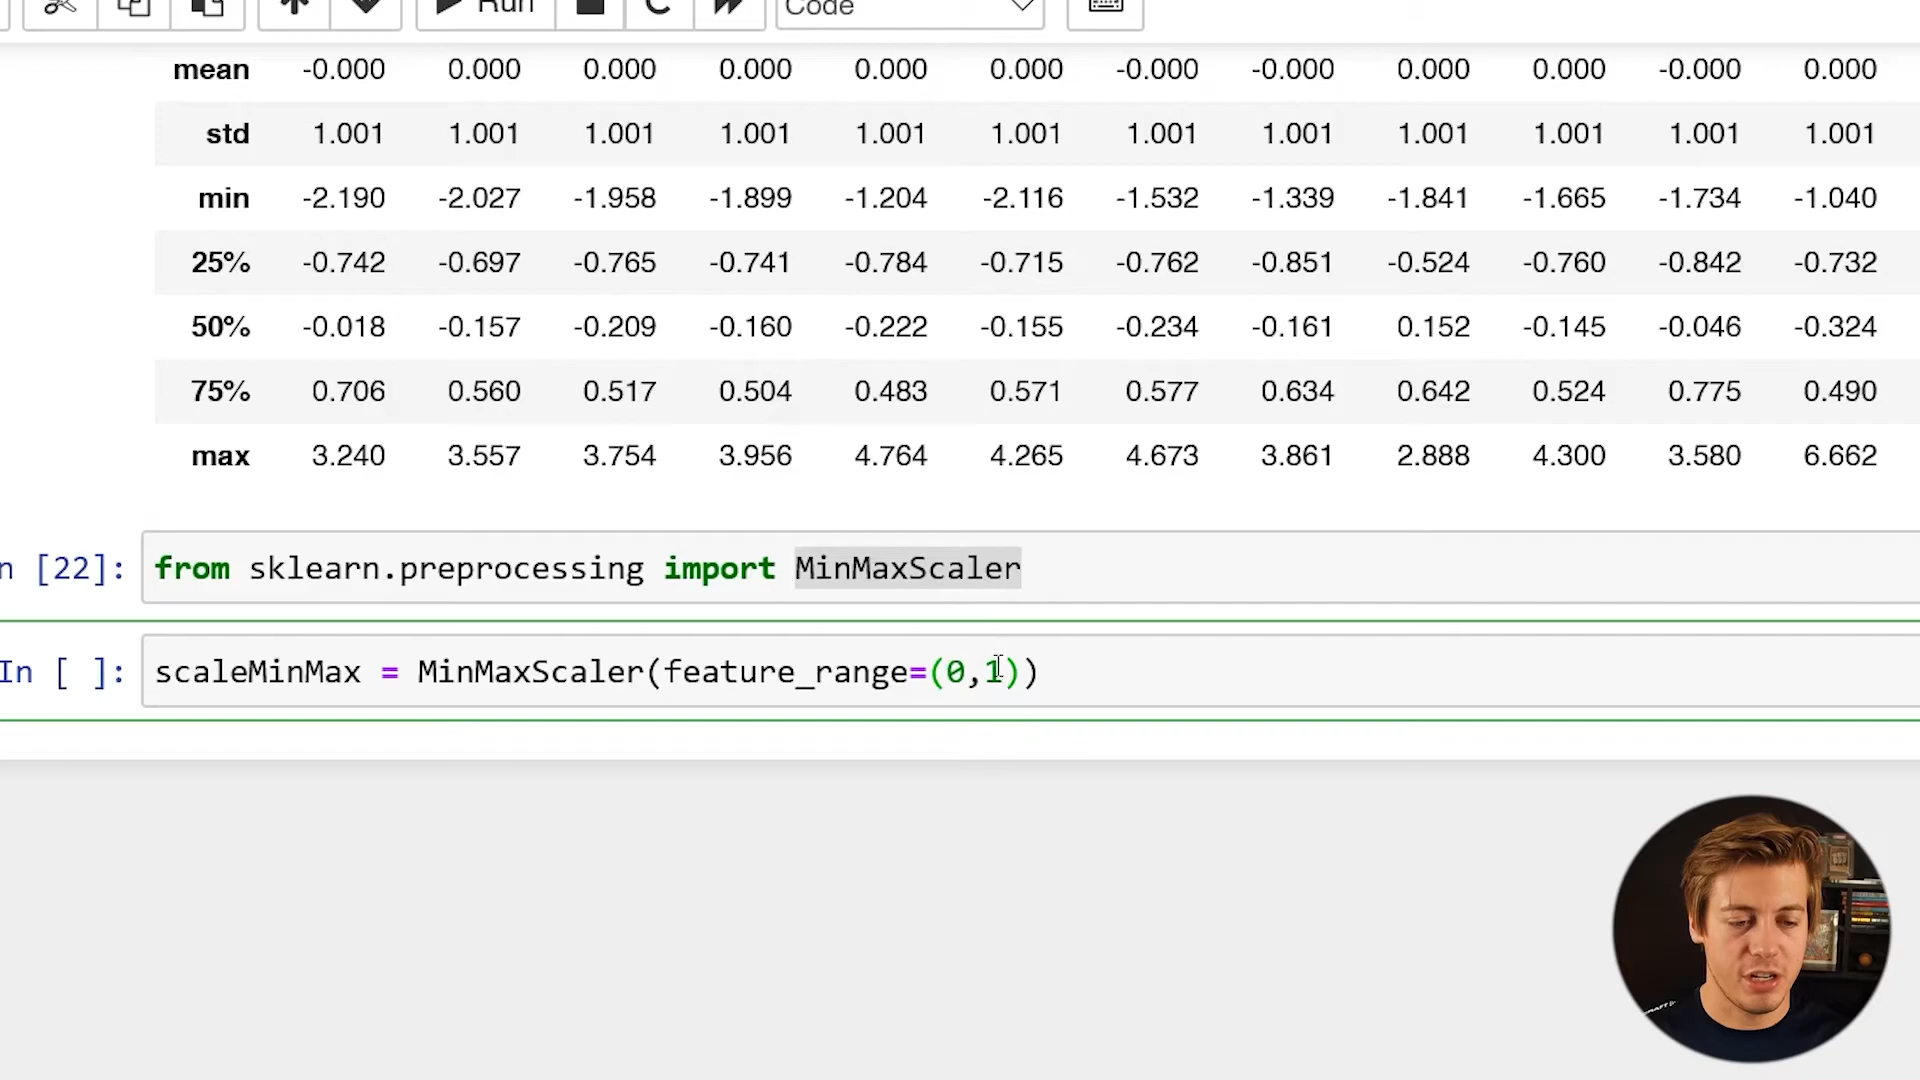 Run
Code
mean -0.000 0.000 0.000 0.000 0.000 0.000 -0.000 -0.000 0.000 0.000 -0.000 0.000
std 1.001 1.001 1.001 1.001 1.001 1.001 1.001 1.001 1.001 1.001 1.001 1.001
min -2.190 -2.027 -1.958 -1.899 -1.204 -2.116 -1.532 -1.339 -1.841 -1.665 -1.734 -1.040
25% -0.742 -0.697 -0.765 -0.741 -0.784 -0.715 -0.762 -0.851 -0.524 -0.760 -0.842 -0.732
50% -0.018 -0.157 -0.209 -0.160 -0.222 -0.155 -0.234 -0.161 0.152 -0.145 -0.046 -0.324
75% 0.706 0.560 0.517 0.504 0.483 0.571 0.577 0.634 0.642 0.524 0.775 0.490
max 3.240 3.557 3.754 3.956 4.764 4.265 4.673 3.861 2.888 4.300 3.580 6.662
n [22]: from sklearn.preprocessing import MinMaxScaler
In [ ]: scaleMinMax = MinMaxScaler(feature_range=(0,1))